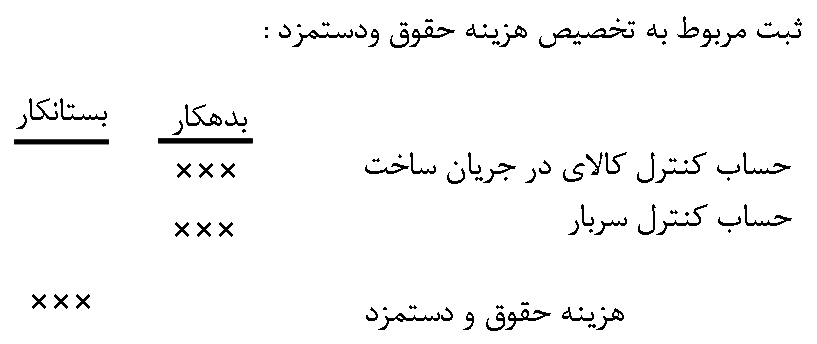 ثبت مربوط به تخصیص هزینه حقوق ودستمزد :
بدهکار بستانکار
حساب کنترل کالای در جریان ساخت ×××
حساب کنترل سربار ×××
هزینه حقوق و دستمزد ×××